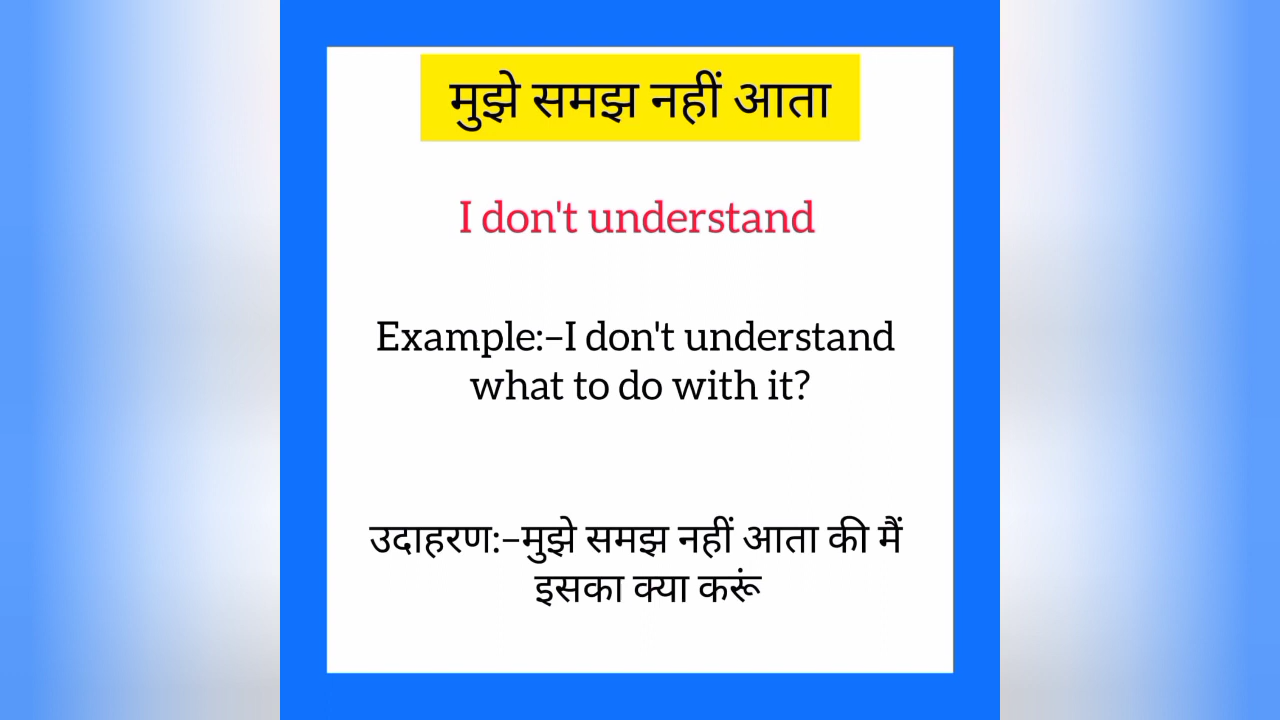 मुझे समझ नहीं आता
I don't understand
Example:–I don't understand
what to do with it?
उदाहरण:–मुझे समझ नहीं आता की मैं
इसका क्या करूं